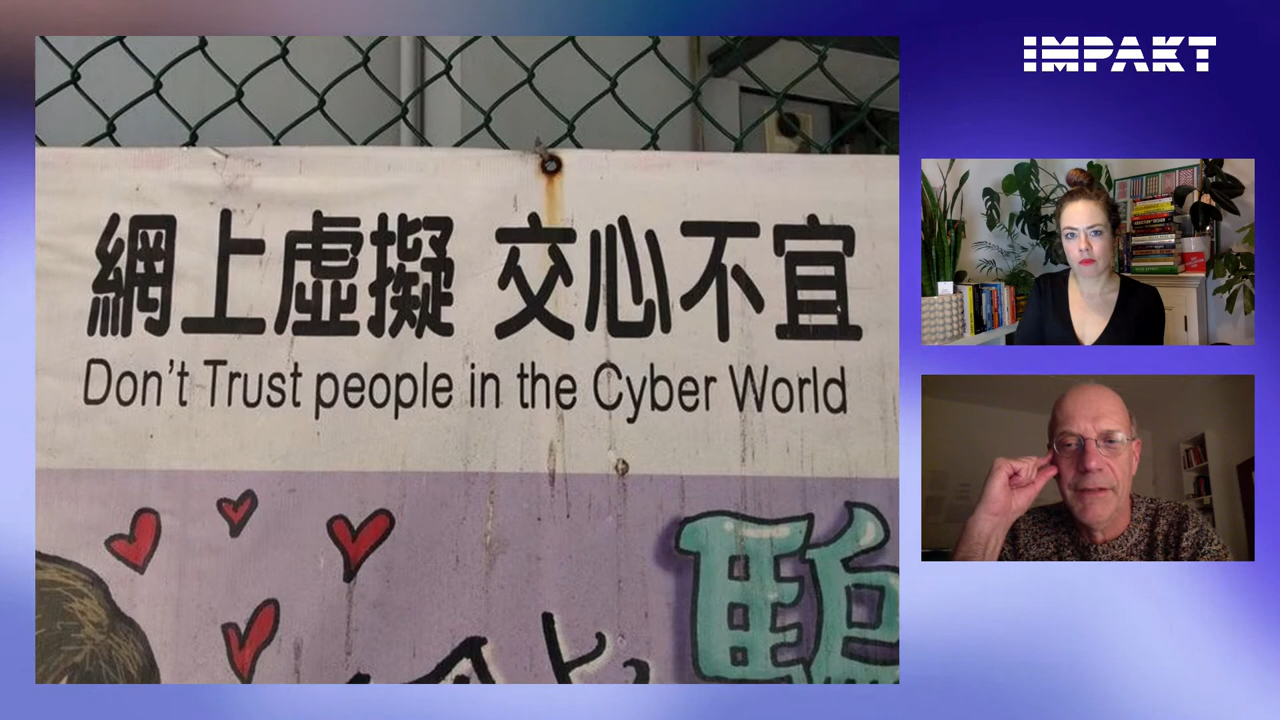 IMPAKT
網上虛擬 交心不宜
Don't Trust people in the Cyber World